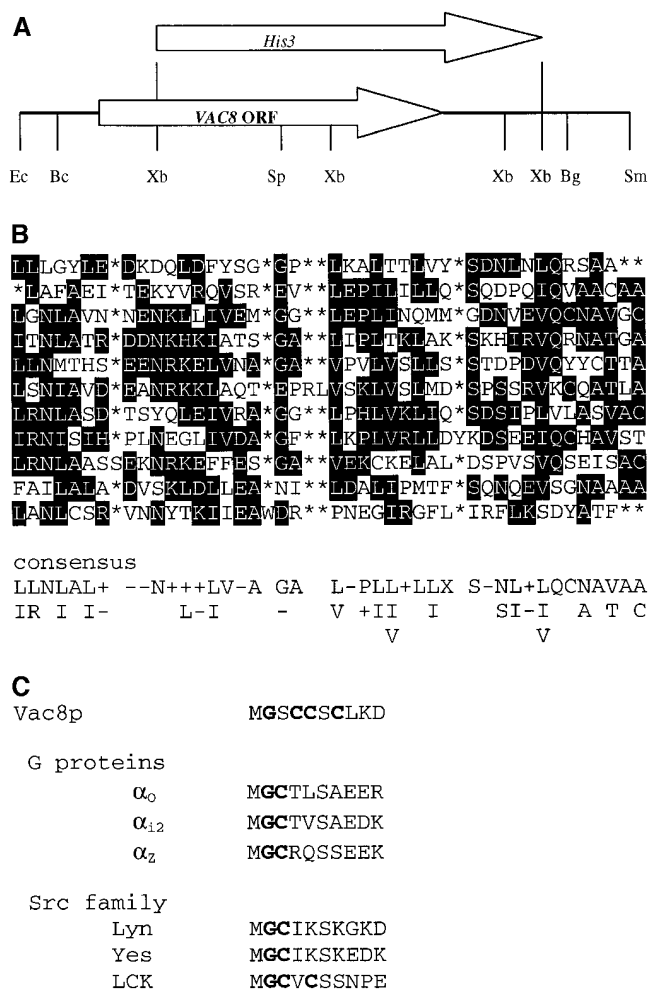 A
His3
VAC8 ORF
Ec Bc Xb Sp Xb Xb Xb Bg Sm
B
LLLGYLE*DKDQLDFYSG*GP**LKALTTLVY*SDNLNLQRSAA**
*LAFAEI*TEKYVRQVSR*EV**LEPILILLQ*SQDPQIQVAACAA
LGNLAVN*NENKLLIVEM*GG**LEPLINQMM*GDNVEVQCNAVGC
ITNLATR*DDNKHKIATS*GA**LIPLTKLAK*SKHIRVQRNATGA
LLNMTHS*EENRKELVNA*GA**VPVLVSLLS*STDPDVQYYCTTA
LSNIAVD*EANRKKLAQT*EPRLVSKLVSLMD*SPSSRVKCQATLA
LRNLASD*TSYQLEIVRA*GG**LPHLVKLIQ*SDSIPLVLASVAC
IRNISIH*PLNEGLIVDA*GF**LKPLVRLLDYKDSEEIQCHAVST
LRNLAASSEKNRKEFFES*GA**VEKCKELAL*DSPVSVQSEISAC
FAILALA*DVSKLDLLEA*NI**LDALIPMTF*SQNQEVSGNAAAA
LANLCSR*VNNYTKIIEAWDR**PNEGIRGFL*IRFLKSDYATF**
consensus
LLNLAL+ --N+++LV-A GA L-PLL+LLX S-NL+LQCNAVAA
IR I I- L-I - V +II I SI-I A T C
V V
C
Vac8p MGSCCSCLKD
G proteins
αo MGCTLSAEER
αi2 MGCTVSAEDK
αZ MGCRQSSEEK
Src family
Lyn MGCIKSKGKD
Yes MGCIKSKEDK
LCK MGCVCSSNPE